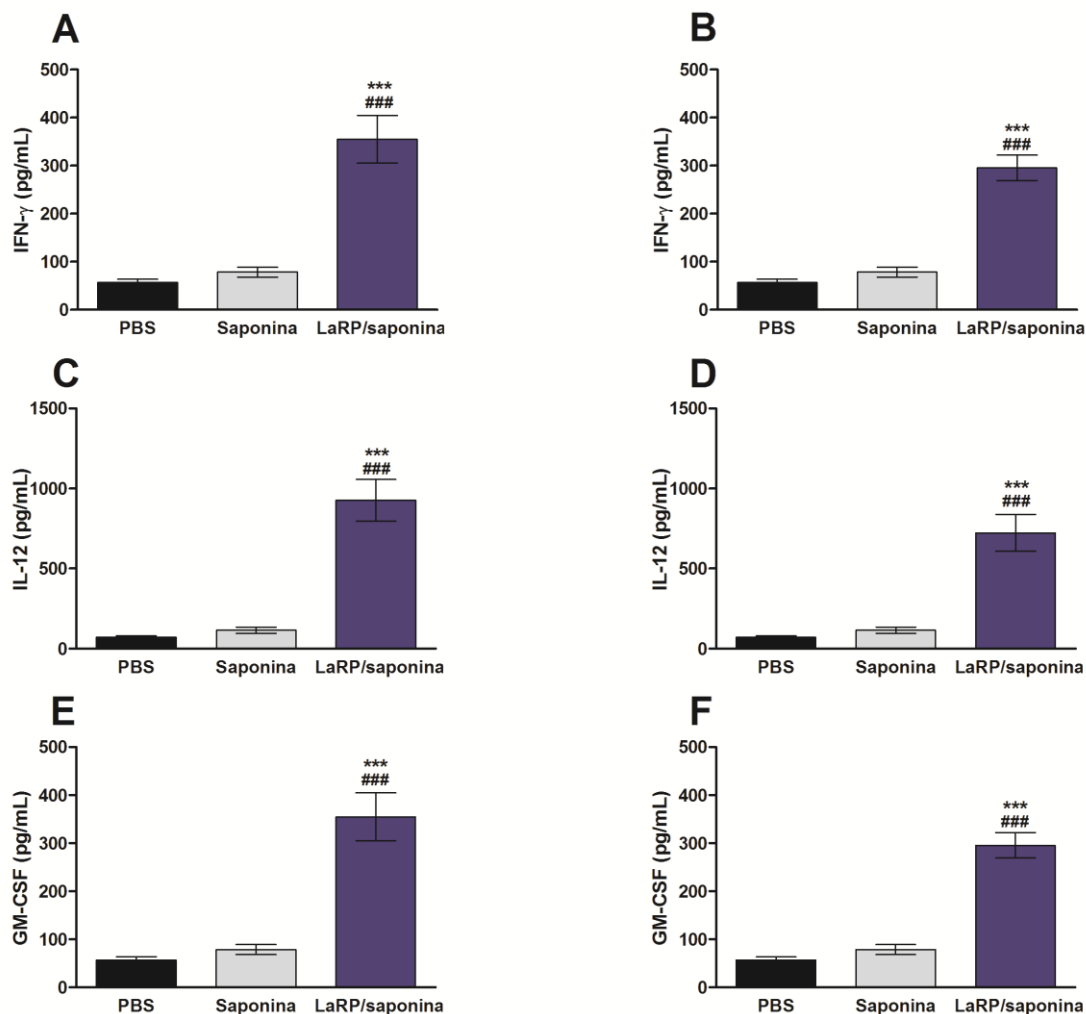 A
IFN-γ (pg/mL)
500
400
300
200
100
0
***
###
PBS Saponina LaRP/saponina
B
IFN-γ (pg/mL)
500
400
300
200
100
0
***
###
PBS Saponina LaRP/saponina
C
IL-12 (pg/mL)
1500
1000
500
0
***
###
PBS Saponina LaRP/saponina
D
IL-12 (pg/mL)
1500
1000
500
0
***
###
PBS Saponina LaRP/saponina
E
GM-CSF (pg/mL)
500
400
300
200
100
0
***
###
PBS Saponina LaRP/saponina
F
GM-CSF (pg/mL)
500
400
300
200
100
0
***
###
PBS Saponina LaRP/saponina